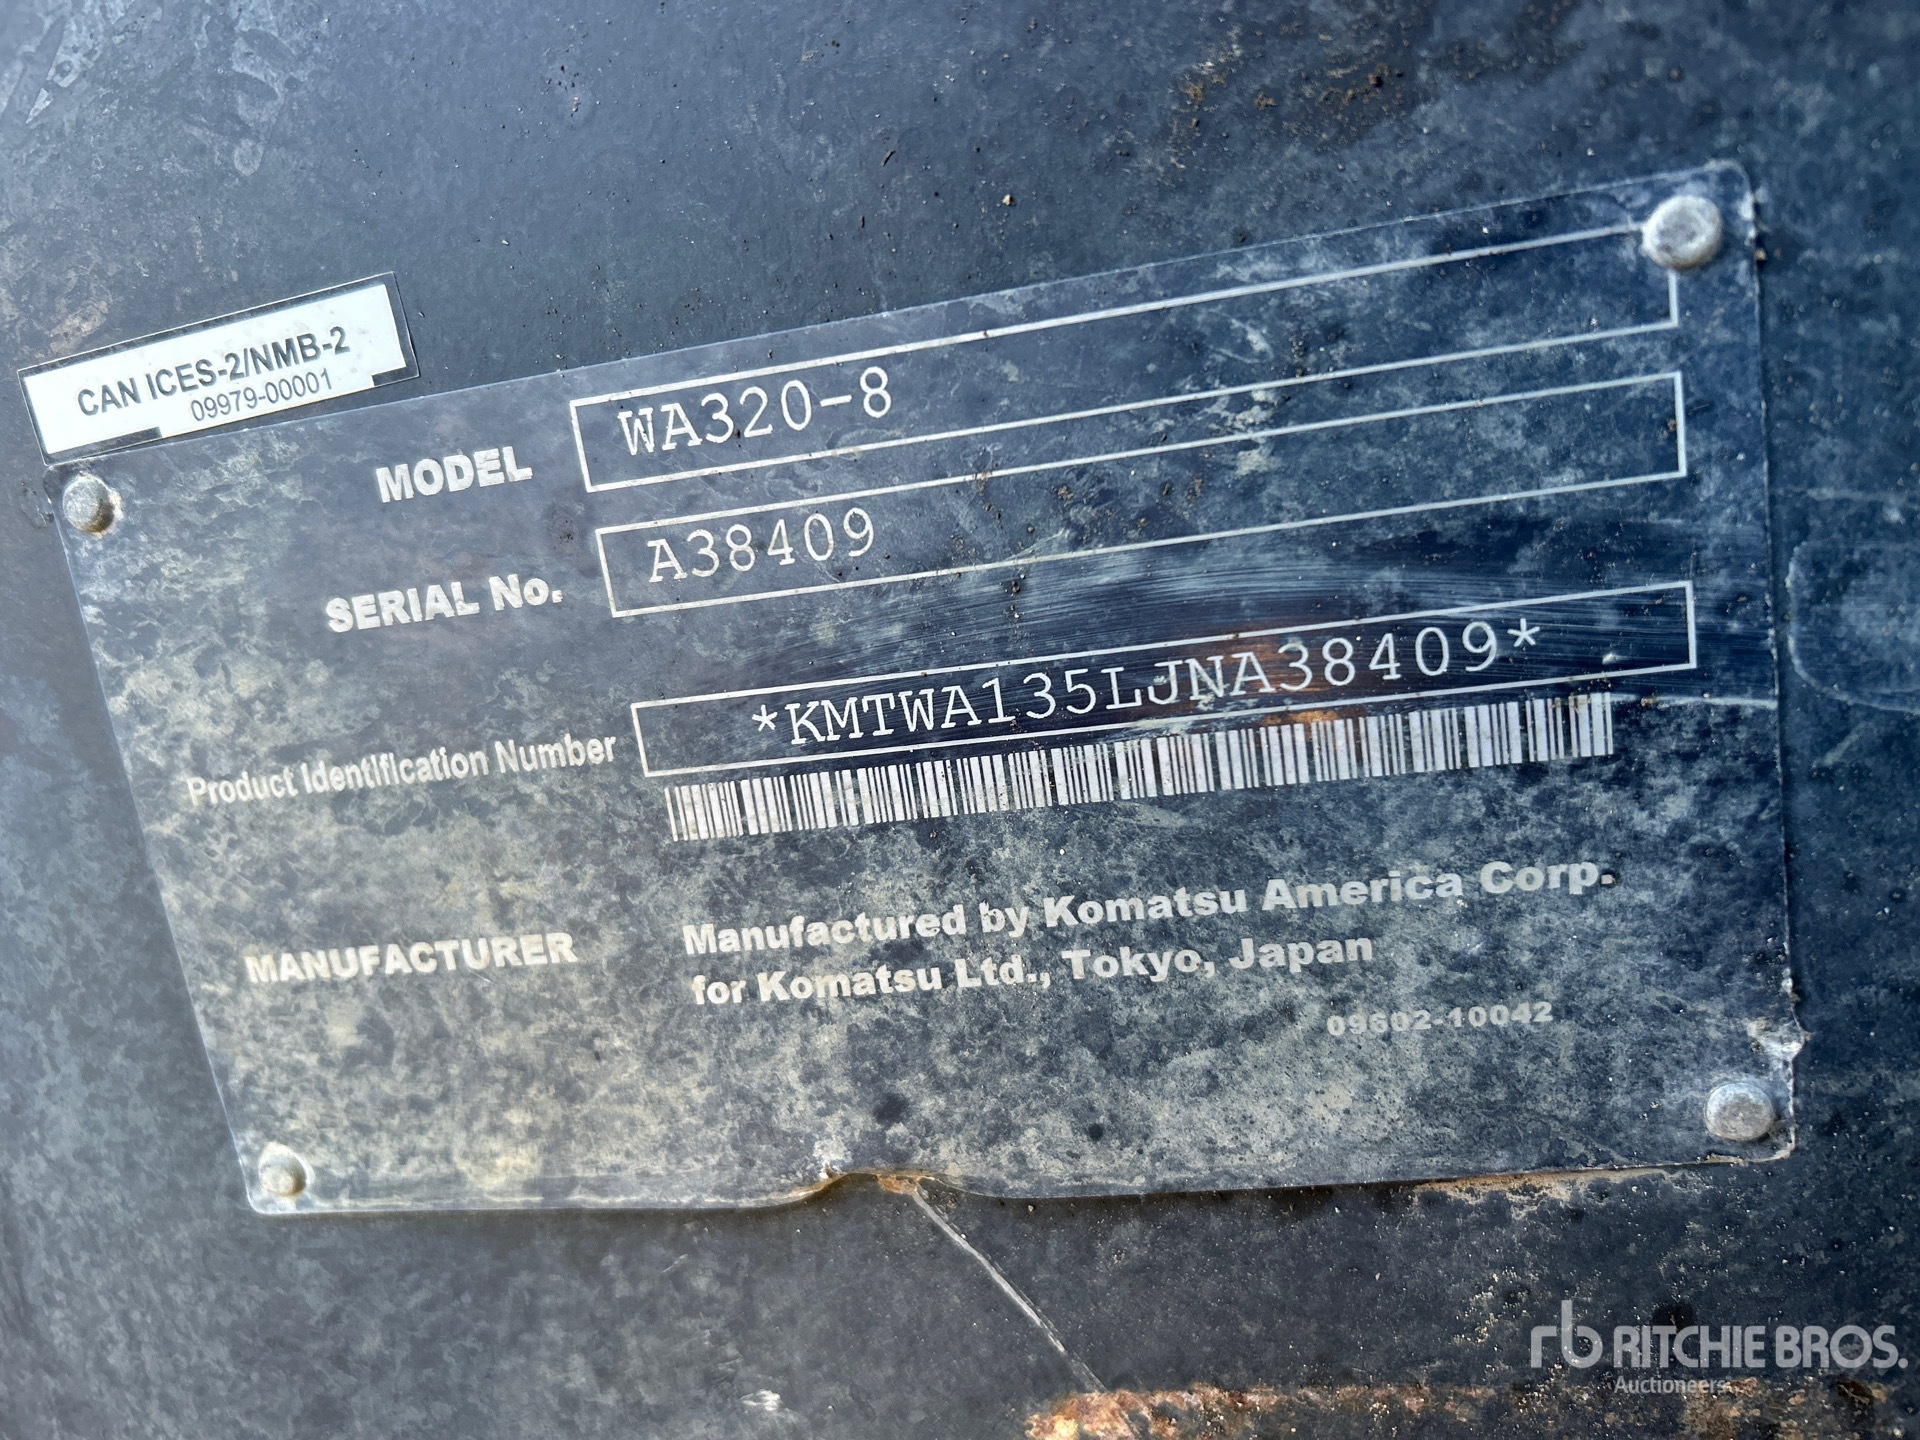 CAN ICES-2/NMB-2
09979-00001
MODEL WA320-8
SERIAL No. A38409
Product Identification Number *KMTWA135LJNA38409*
MANUFACTURER Manufactured by Komatsu America Corp.
for Komatsu Ltd., Tokyo, Japan
09602-10042
rb RITCHIE BROS.
Auctioneers